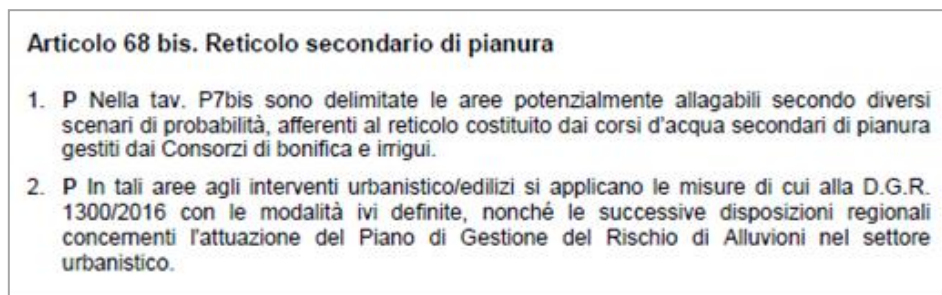 Articolo 68 bis. Reticolo secondario di pianura
1. P Nella tav. P7bis sono delimitate le aree potenzialmente allagabili secondo diversi
scenari di probabilità, afferenti al reticolo costituito dai corsi d'acqua secondari di pianura
gestiti dai Consorzi di bonifica e irrigui.
2. P In tali aree agli interventi urbanistico/edilizi si applicano le misure di cui alla D.G.R.
1300/2016 con le modalità ivi definite, nonché le successive disposizioni regionali
concernenti l'attuazione del Piano di Gestione del Rischio di Alluvioni nel settore
urbanistico.